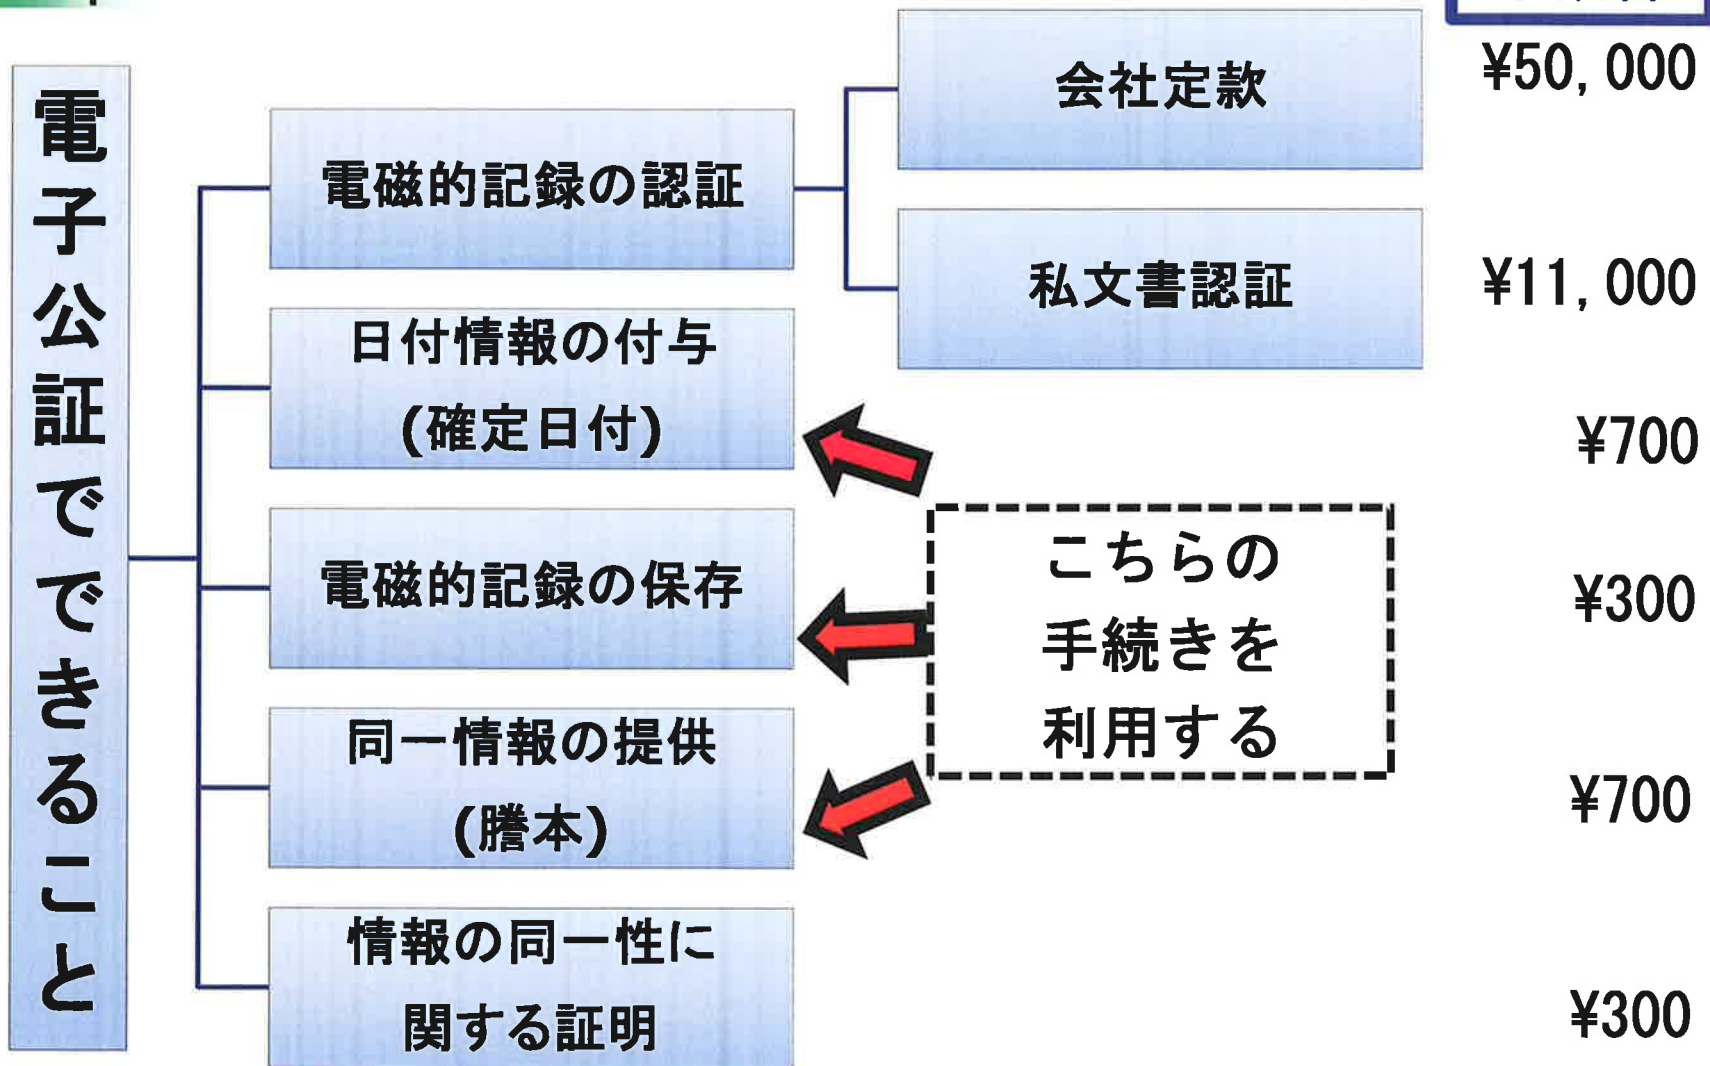 電子公証でできること
会社定款
¥50,000
電磁的記録の認証
私文書認証
¥11,000
日付情報の付与
(確定日付)
¥700
電磁的記録の保存
¥300
こちらの
手続きを
利用する
同一情報の提供
(謄本)
¥700
情報の同一性に
関する証明
¥300